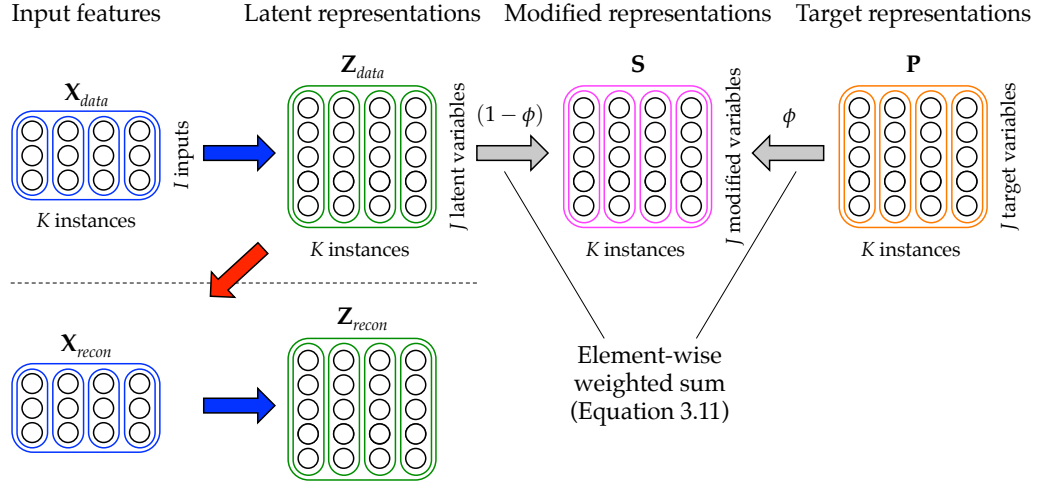 Input features
Latent representations
Modified representations
Target representations
X_data
I inputs
K instances
Z_data
J latent variables
K instances
(1 − ϕ)
S
J modified variables
K instances
ϕ
P
J target variables
K instances
X_recon
Z_recon
Element-wise
weighted sum
(Equation 3.11)